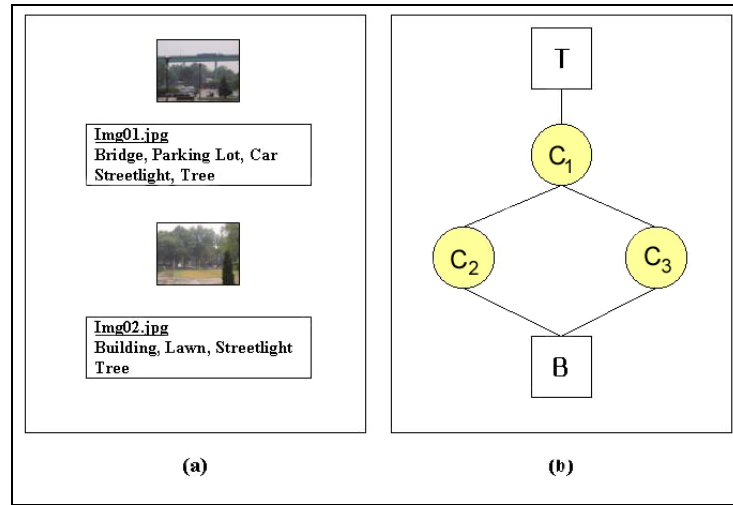 Img01.jpg
Bridge, Parking Lot, Car
Streetlight, Tree
Img02.jpg
Building, Lawn, Streetlight
Tree
(a)
T
C1
C2
C3
B
(b)